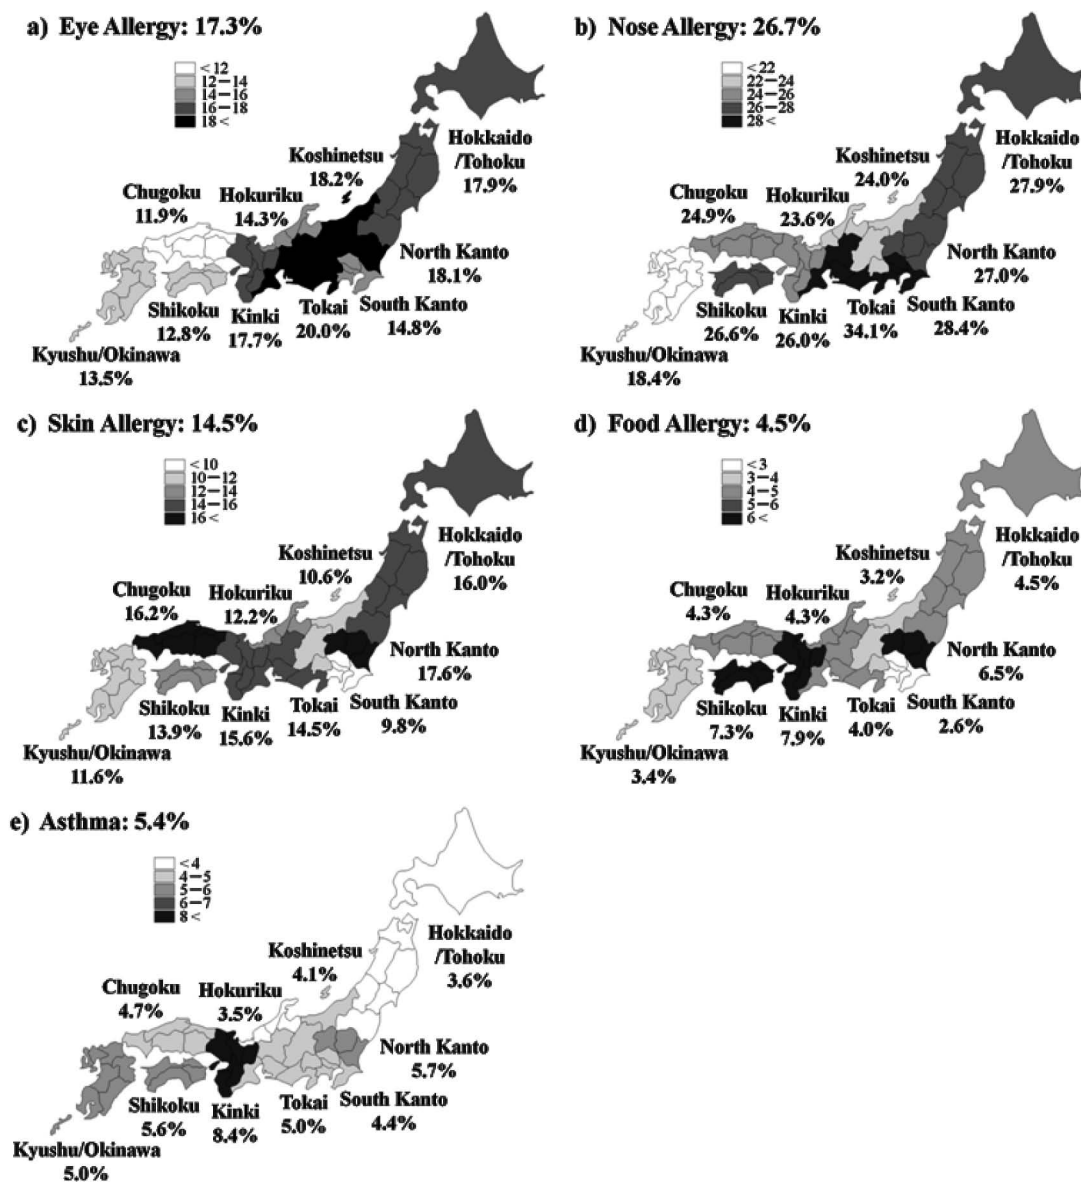 a) Eye Allergy: 17.3%
< 12
12−14
14−16
16−18
18 <
Hokkaido
/Tohoku
17.9%
Koshinetsu
18.2%
Chugoku
11.9%
Hokuriku
14.3%
North Kanto
18.1%
Shikoku
12.8%
Kinki
17.7%
Tokai
20.0%
South Kanto
14.8%
Kyushu/Okinawa
13.5%
b) Nose Allergy: 26.7%
< 22
22−24
24−26
26−28
28 <
Hokkaido
/Tohoku
27.9%
Koshinetsu
24.0%
Chugoku
24.9%
Hokuriku
23.6%
North Kanto
27.0%
Shikoku
26.6%
Kinki
26.0%
Tokai
34.1%
South Kanto
28.4%
Kyushu/Okinawa
18.4%
c) Skin Allergy: 14.5%
< 10
10−12
12−14
14−16
16 <
Hokkaido
/Tohoku
16.0%
Koshinetsu
10.6%
Chugoku
16.2%
Hokuriku
12.2%
North Kanto
17.6%
Shikoku
13.9%
Kinki
15.6%
Tokai
14.5%
South Kanto
9.8%
Kyushu/Okinawa
11.6%
d) Food Allergy: 4.5%
< 3
3−4
4−5
5−6
6 <
Hokkaido
/Tohoku
4.5%
Koshinetsu
3.2%
Chugoku
4.3%
Hokuriku
4.3%
North Kanto
6.5%
Shikoku
7.3%
Kinki
7.9%
Tokai
4.0%
South Kanto
2.6%
Kyushu/Okinawa
3.4%
e) Asthma: 5.4%
< 4
4−5
5−6
6−7
8 <
Hokkaido
/Tohoku
3.6%
Koshinetsu
4.1%
Chugoku
4.7%
Hokuriku
3.5%
North Kanto
5.7%
Shikoku
5.6%
Kinki
8.4%
Tokai
5.0%
South Kanto
4.4%
Kyushu/Okinawa
5.0%